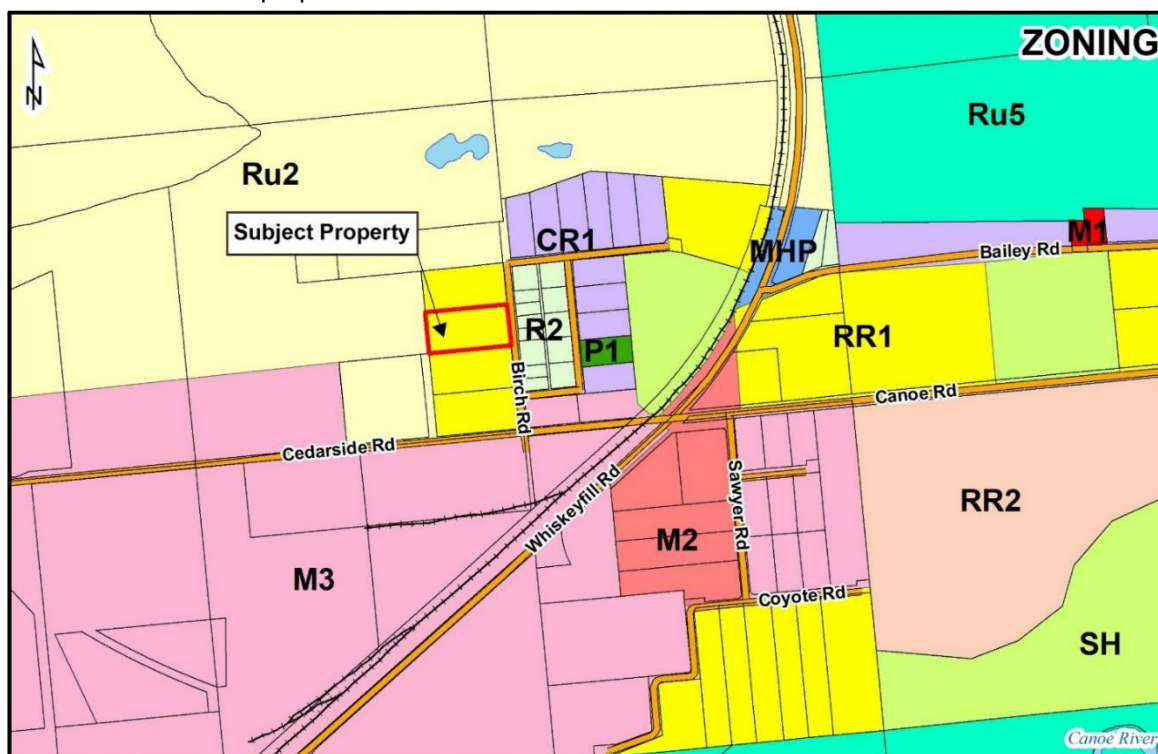 ZONING
N
Ru5
Ru2
Subject Property
CR1
MHP
M1
Bailey Rd
R2
P1
RR1
Birch Rd
Canoe Rd
Cedarside Rd
Whiskeyfill Rd
Sawyer Rd
RR2
M2
M3
Coyote Rd
SH
Canoe River